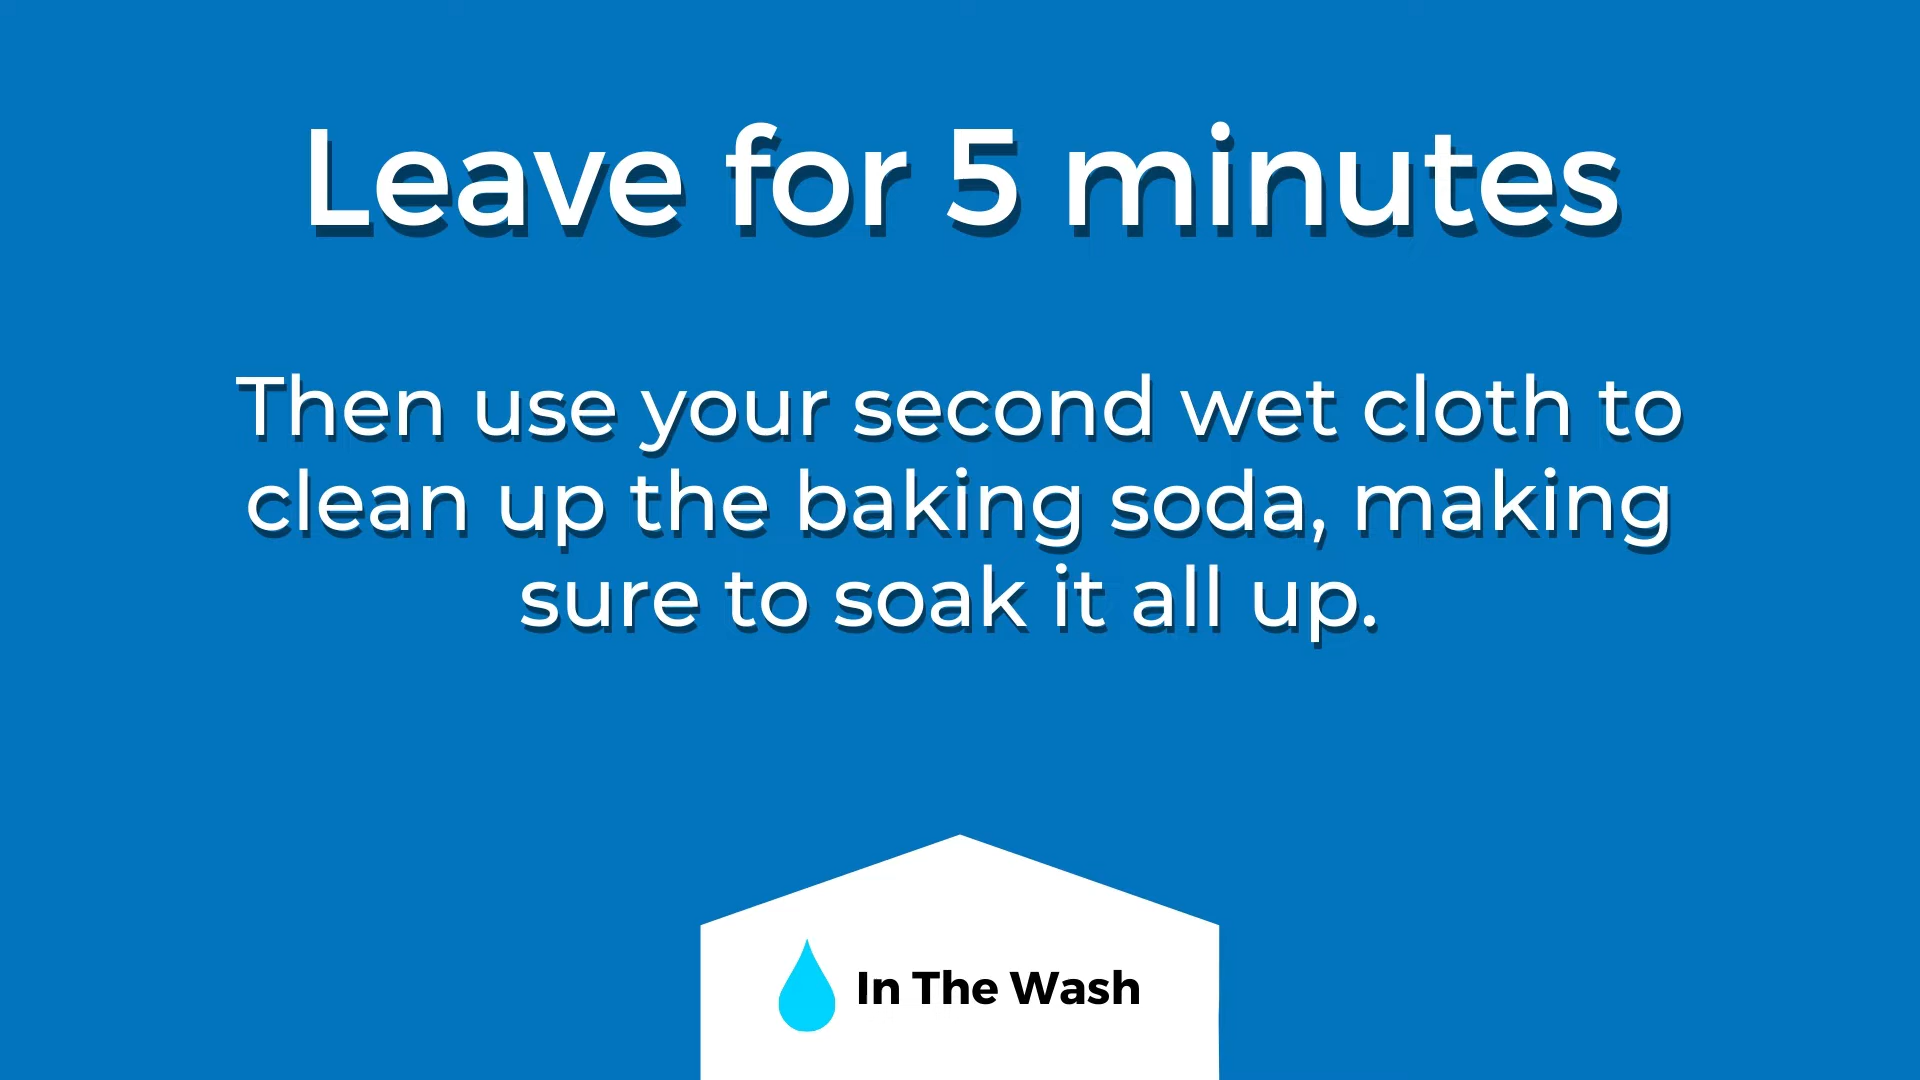 Leave for 5 minutes
Then use your second wet cloth to
clean up the baking soda, making
sure to soak it all up.
In The Wash